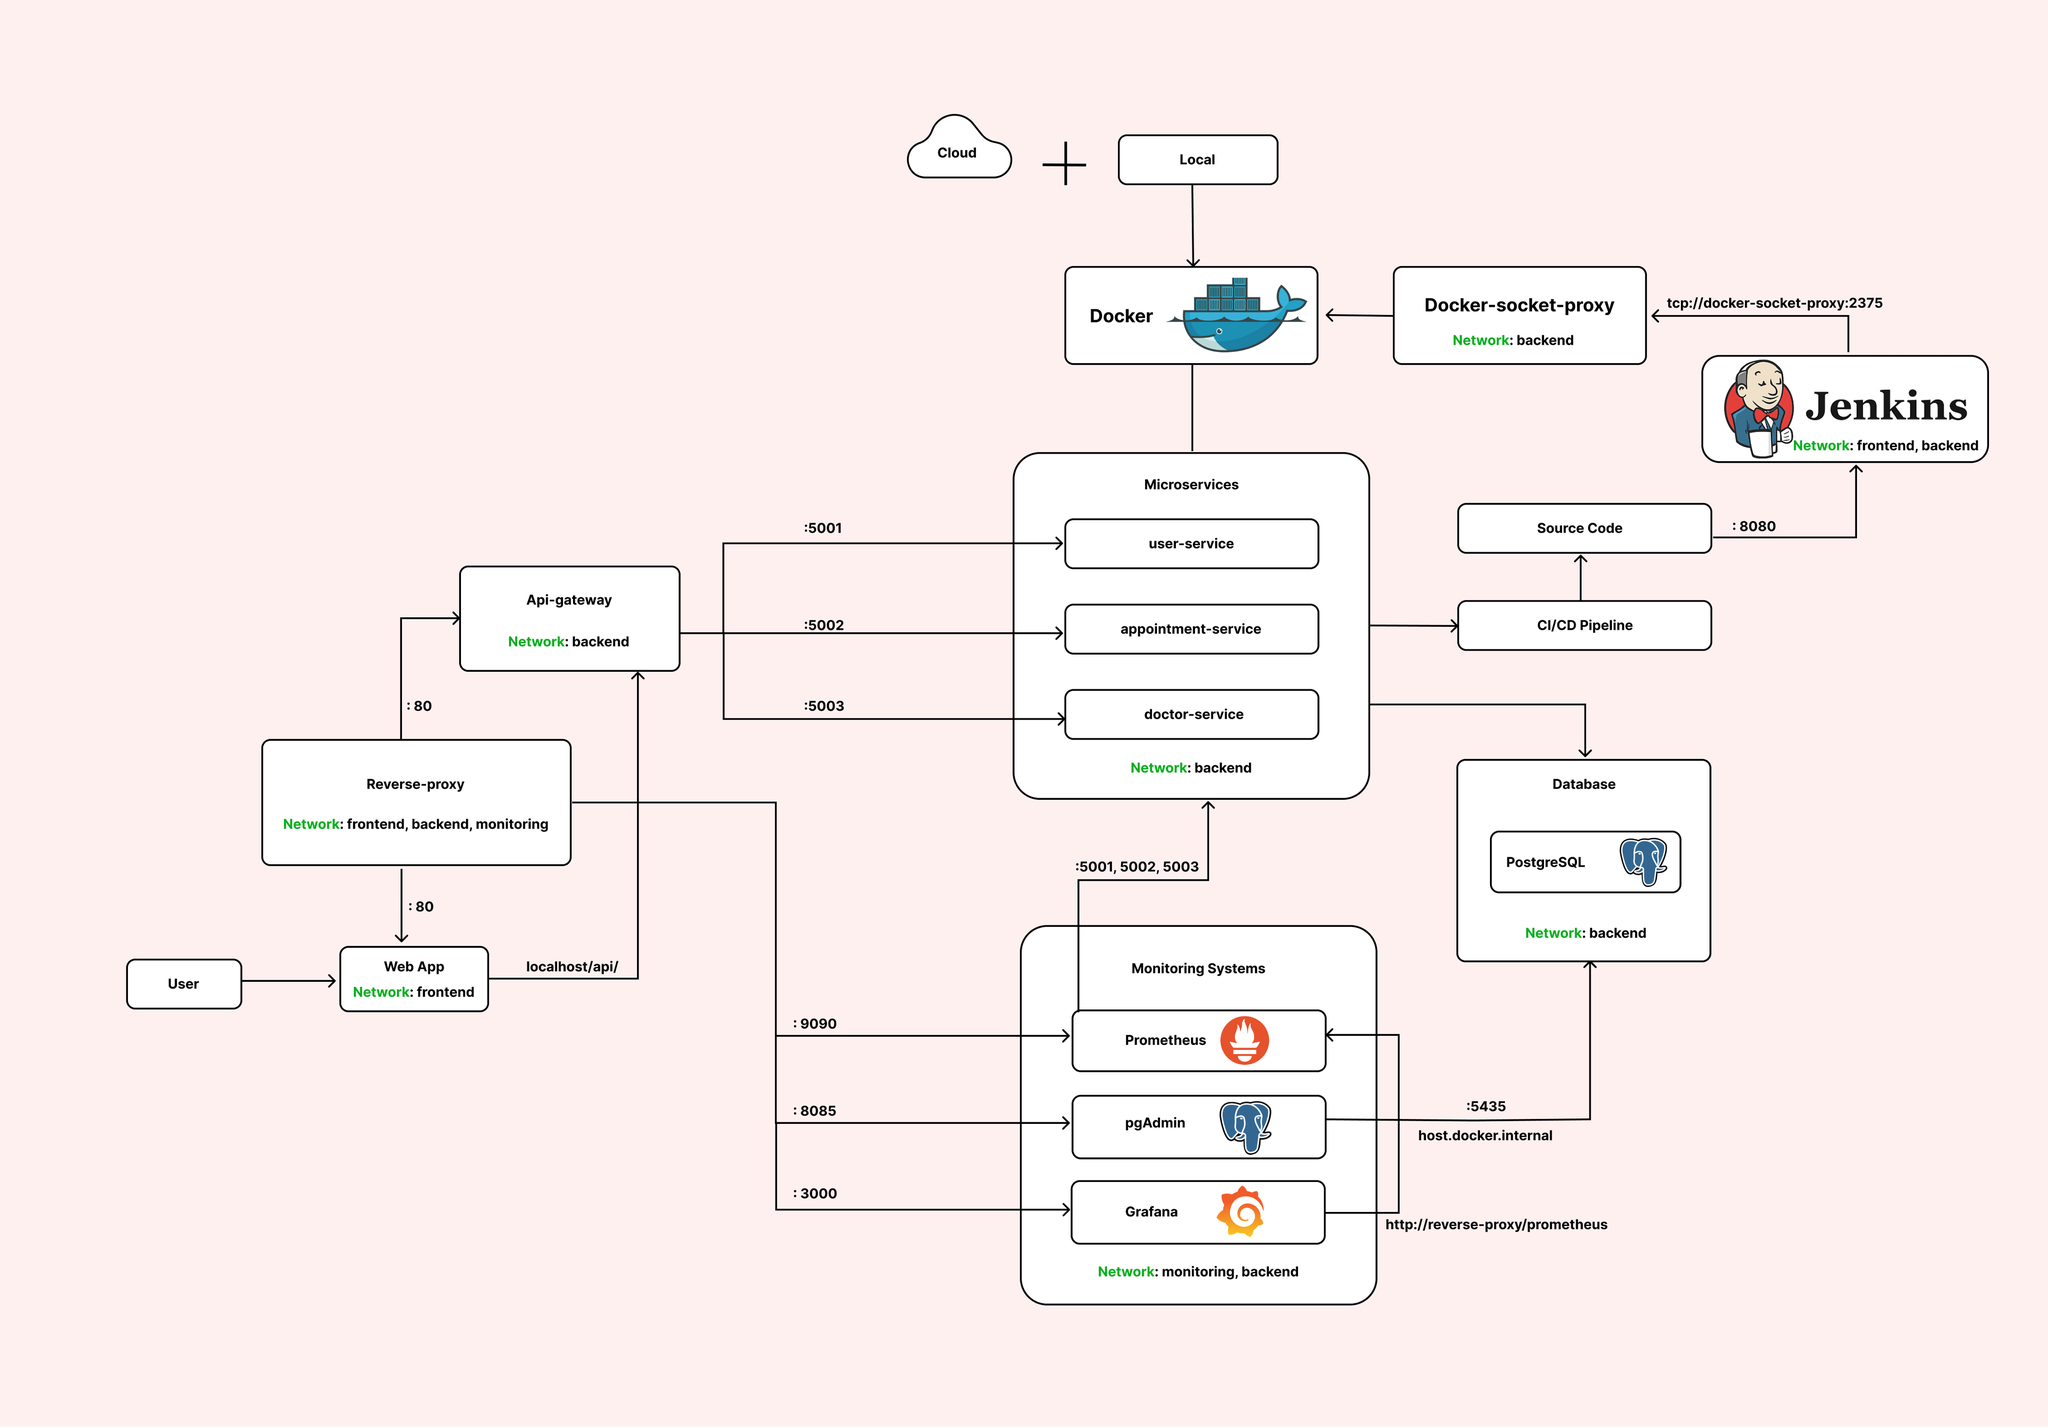 Cloud
Local
Docker
Docker-socket-proxy
Network: backend
tcp://docker-socket-proxy:2375
Jenkins
Network: frontend, backend
Microservices
:5001
user-service
Source Code
: 8080
Api-gateway
Network: backend
:5002
appointment-service
CI/CD Pipeline
: 80
:5003
doctor-service
Network: backend
Reverse-proxy
Network: frontend, backend, monitoring
Database
PostgreSQL
Network: backend
:5001, 5002, 5003
: 80
User
Web App
Network: frontend
localhost/api/
Monitoring Systems
: 9090
Prometheus
: 8085
pgAdmin
:5435
host.docker.internal
: 3000
Grafana
http://reverse-proxy/prometheus
Network: monitoring, backend